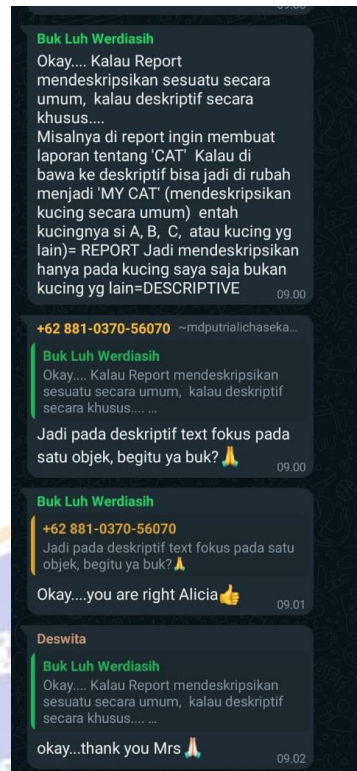 Buk Luh Werdiasih
Okay.... Kalau Report
mendeskripsikan sesuatu secara
umum, kalau deskriptif secara
khusus....
Misalnya di report ingin membuat
laporan tentang 'CAT' Kalau di
bawa ke deskriptif bisa jadi di rubah
menjadi 'MY CAT' (mendeskripsikan
kucing secara umum) entah
kucingnya si A, B, C, atau kucing yg
lain)= REPORT Jadi mendeskripsikan
hanya pada kucing saya saja bukan
kucing yg lain=DESCRIPTIVE
09.00
+62 881-0370-56070 ~mdputrialichaseka...
Buk Luh Werdiasih
Okay.... Kalau Report mendeskripsikan
sesuatu secara umum, kalau deskriptif
secara khusus.... ...
Jadi pada deskriptif text fokus pada
satu objek, begitu ya buk?🙏
09.00
Buk Luh Werdiasih
+62 881-0370-56070
Jadi pada deskriptif text fokus pada satu
objek, begitu ya buk?🙏
Okay....you are right Alicia👍
09.01
Deswita
Buk Luh Werdiasih
Okay.... Kalau Report mendeskripsikan
sesuatu secara umum, kalau deskriptif
secara khusus.... ...
okay...thank you Mrs🙏
09.02